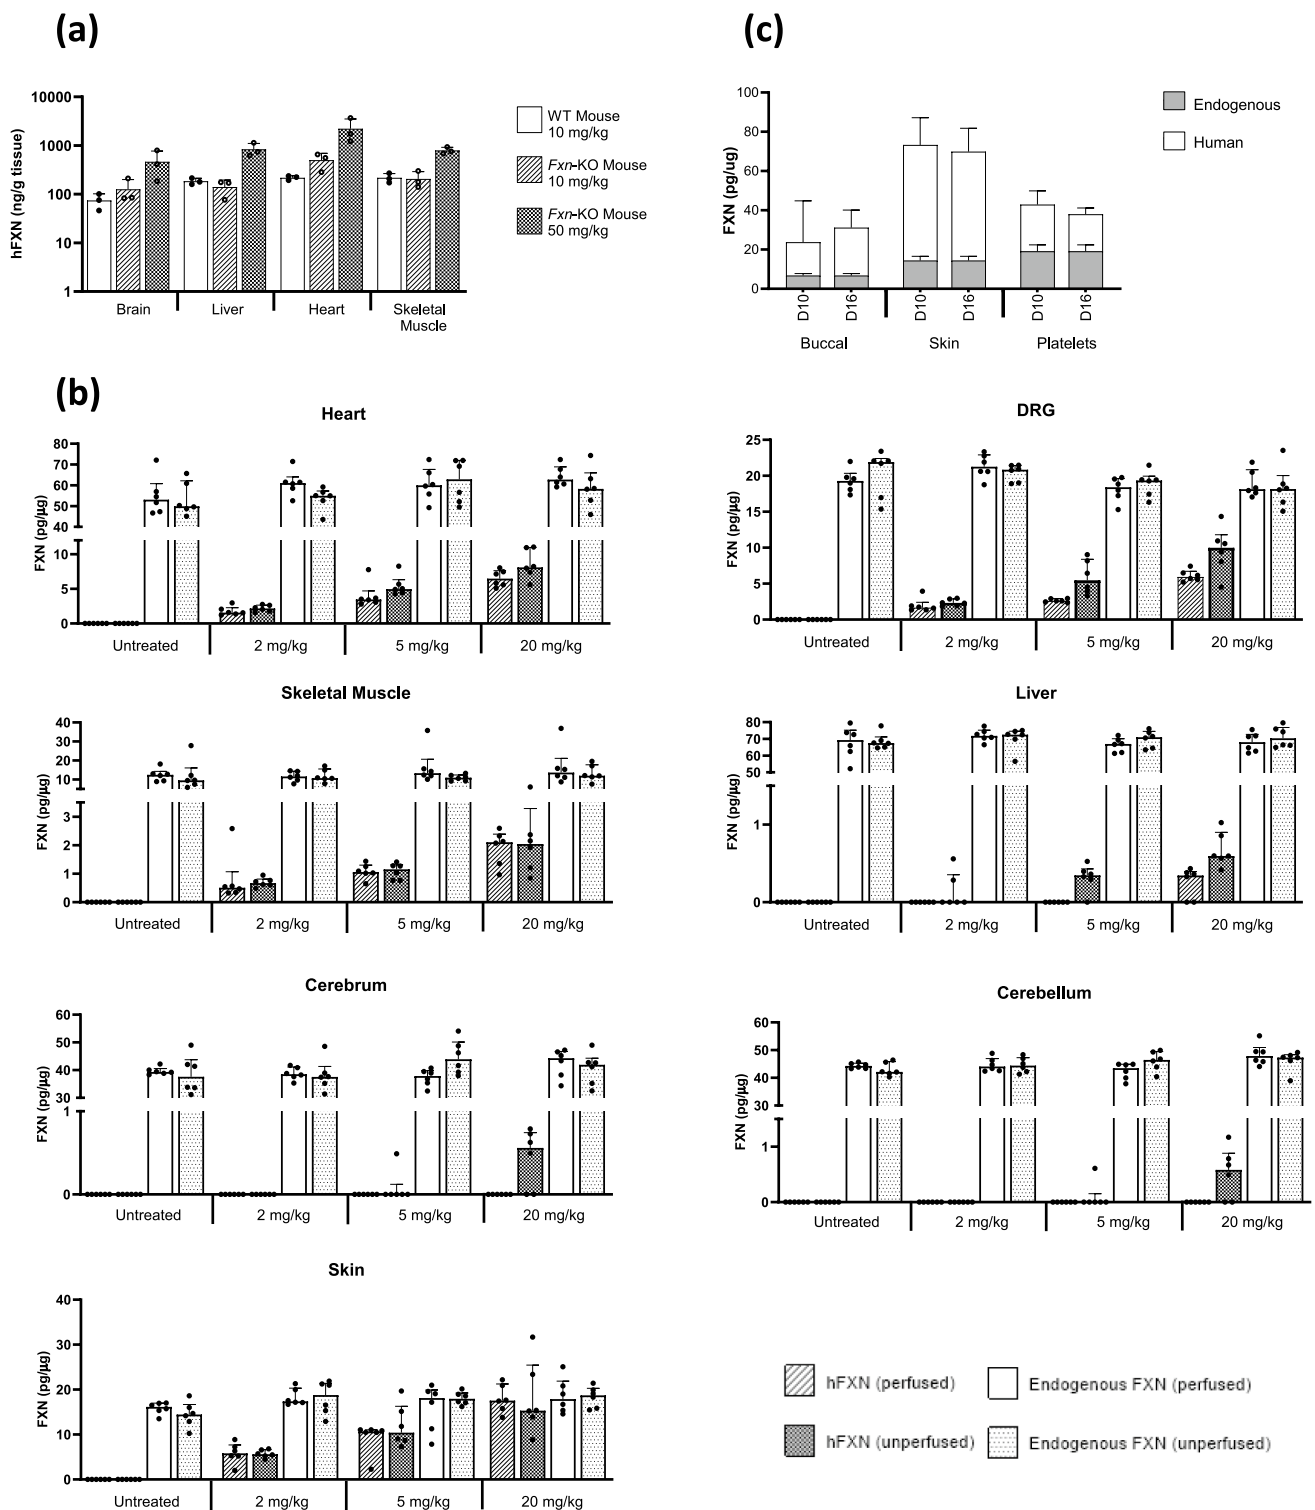 (a)
hFXN (ng/g tissue)
10000
1000
100
10
1
Brain
Liver
Heart
Skeletal
Muscle
WT Mouse
10 mg/kg
Fxn-KO Mouse
10 mg/kg
Fxn-KO Mouse
50 mg/kg
(c)
FXN (pg/ug)
100
80
60
40
20
0
D10
D16
D10
D16
D10
D16
Buccal
Skin
Platelets
Endogenous
Human
(b)
Heart
FXN (pg/µg)
80
70
60
50
40
10
5
0
Untreated
2 mg/kg
5 mg/kg
20 mg/kg
DRG
FXN (pg/µg)
25
20
15
10
5
0
Untreated
2 mg/kg
5 mg/kg
20 mg/kg
Skeletal Muscle
FXN (pg/µg)
40
30
20
10
3
2
1
0
Untreated
2 mg/kg
5 mg/kg
20 mg/kg
Liver
FXN (pg/µg)
80
70
60
50
1
0
Untreated
2 mg/kg
5 mg/kg
20 mg/kg
Cerebrum
FXN (pg/µg)
60
50
40
30
1
0
Untreated
2 mg/kg
5 mg/kg
20 mg/kg
Cerebellum
FXN (pg/µg)
60
50
40
30
1
0
Untreated
2 mg/kg
5 mg/kg
20 mg/kg
Skin
FXN (pg/µg)
40
30
20
10
0
Untreated
2 mg/kg
5 mg/kg
20 mg/kg
hFXN (perfused)
Endogenous FXN (perfused)
hFXN (unperfused)
Endogenous FXN (unperfused)